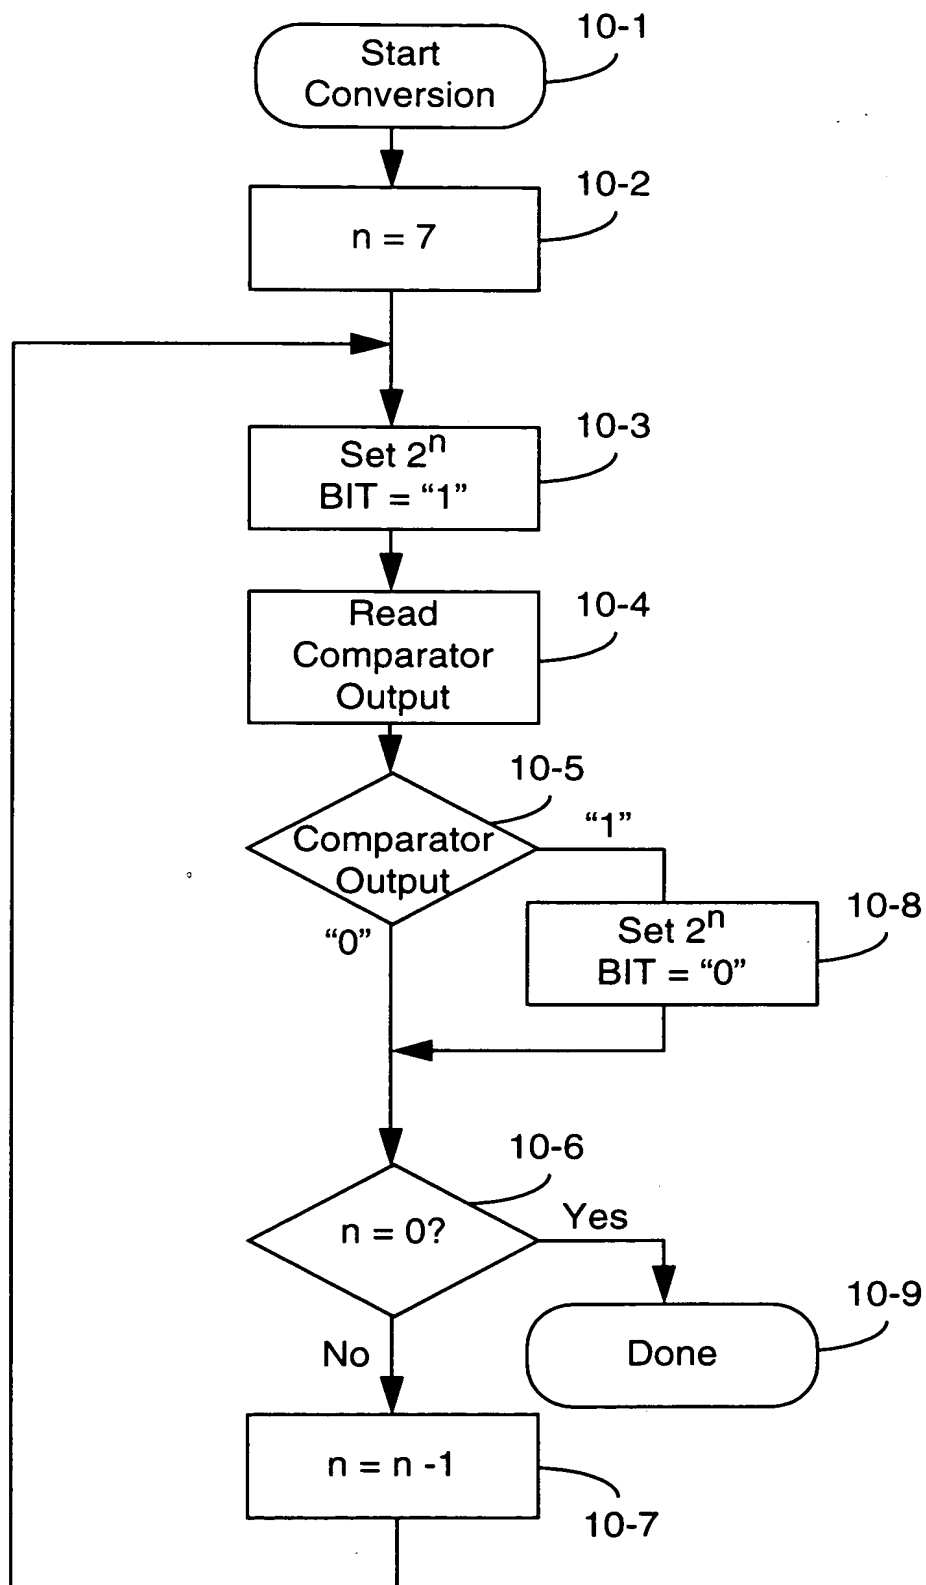 10-1
Start
Conversion
10-2
n = 7
10-3
Set 2ⁿ
BIT = “1”
10-4
Read
Comparator
Output
10-5
“1”
Comparator
Output
“0”
10-8
Set 2ⁿ
BIT = “0”
10-6
n = 0?
Yes
10-9
No
Done
n = n -1
10-7